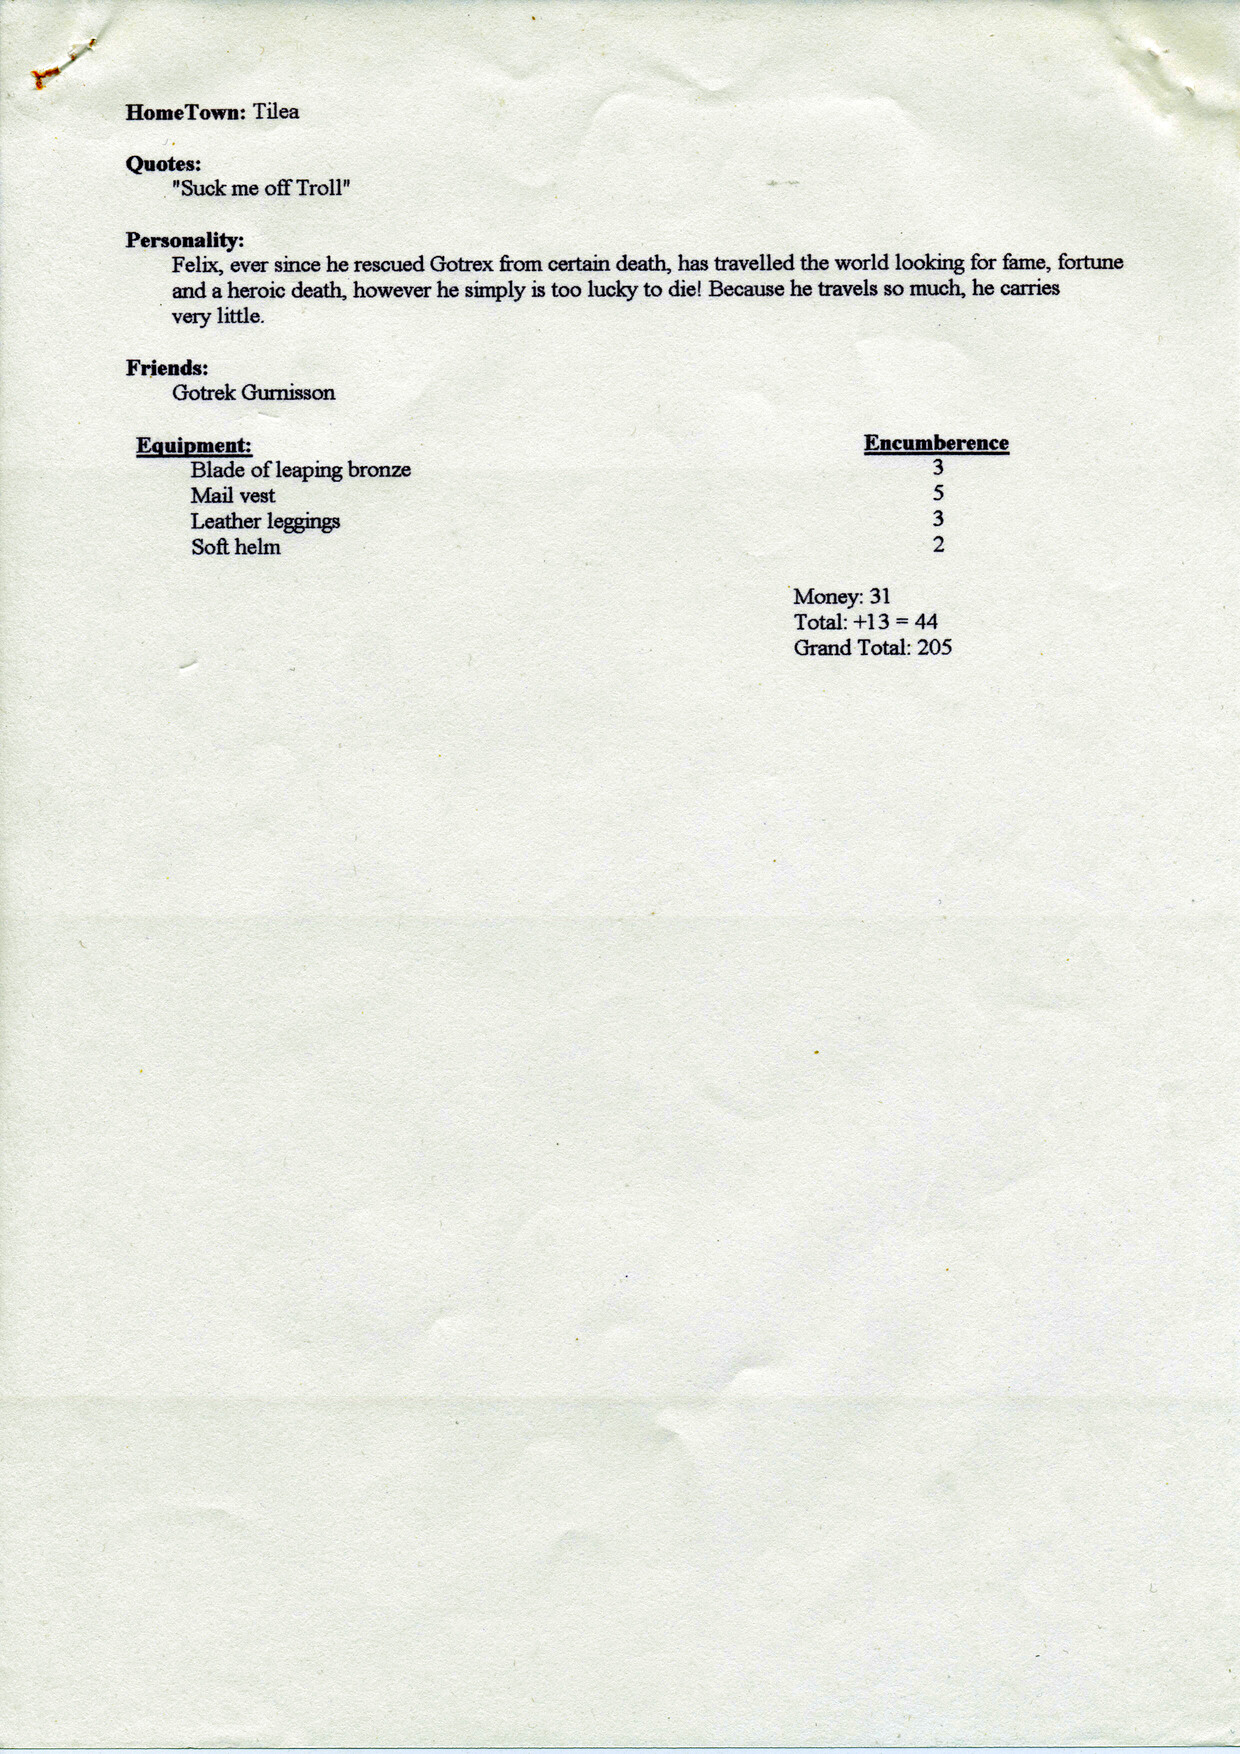 HomeTown: Tilea
Quotes:
"Suck me off Troll"
Personality:
Felix, ever since he rescued Gotrex from certain death, has travelled the world looking for fame, fortune
and a heroic death, however he simply is too lucky to die! Because he travels so much, he carries
very little.
Friends:
Gotrek Gurnisson
Equipment: Encumberence
Blade of leaping bronze 3
Mail vest 5
Leather leggings 3
Soft helm 2
Money: 31
Total: +13 = 44
Grand Total: 205